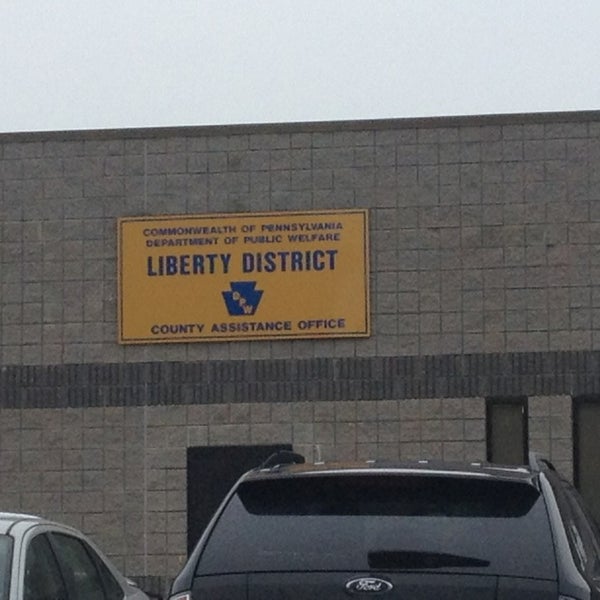 COMMONWEALTH OF PENNSYLVANIA
DEPARTMENT OF PUBLIC WELFARE
LIBERTY DISTRICT
DPW
COUNTY ASSISTANCE OFFICE
Ford